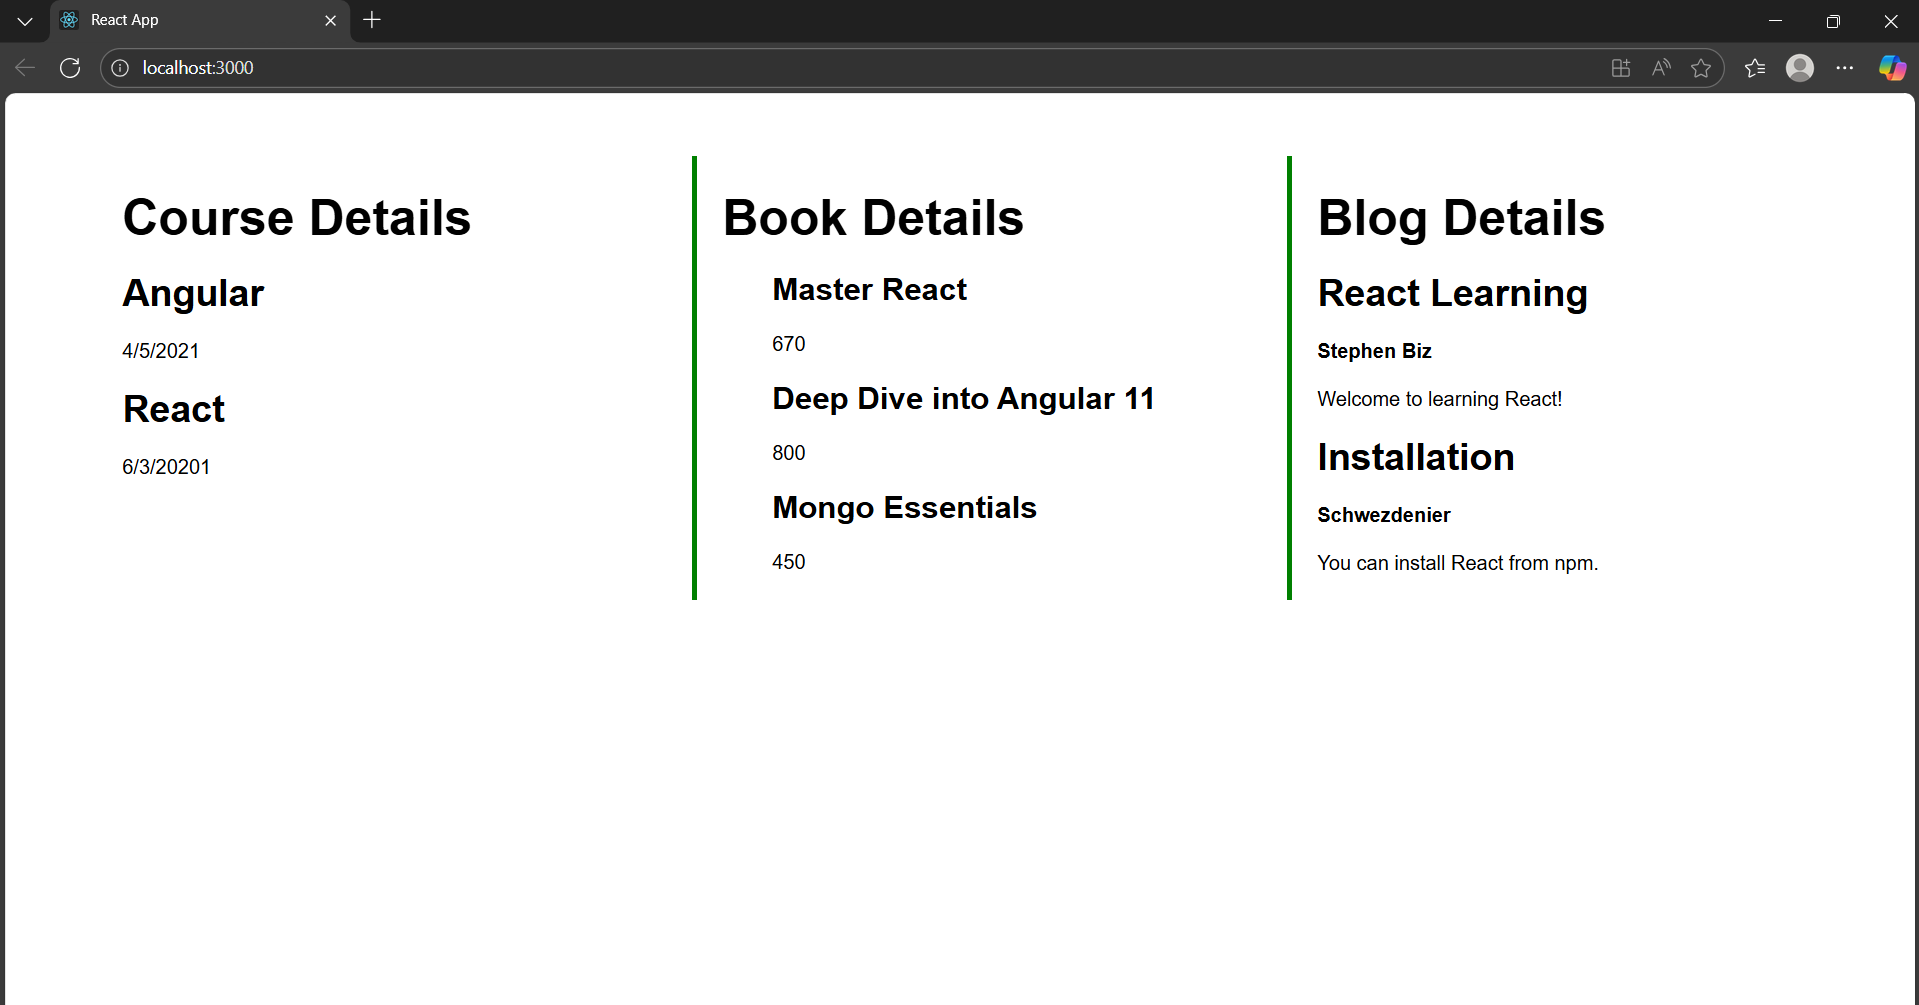 React App
localhost:3000
Course Details
Angular
4/5/2021
React
6/3/20201
Book Details
Master React
670
Deep Dive into Angular 11
800
Mongo Essentials
450
Blog Details
React Learning
Stephen Biz
Welcome to learning React!
Installation
Schwezdenier
You can install React from npm.